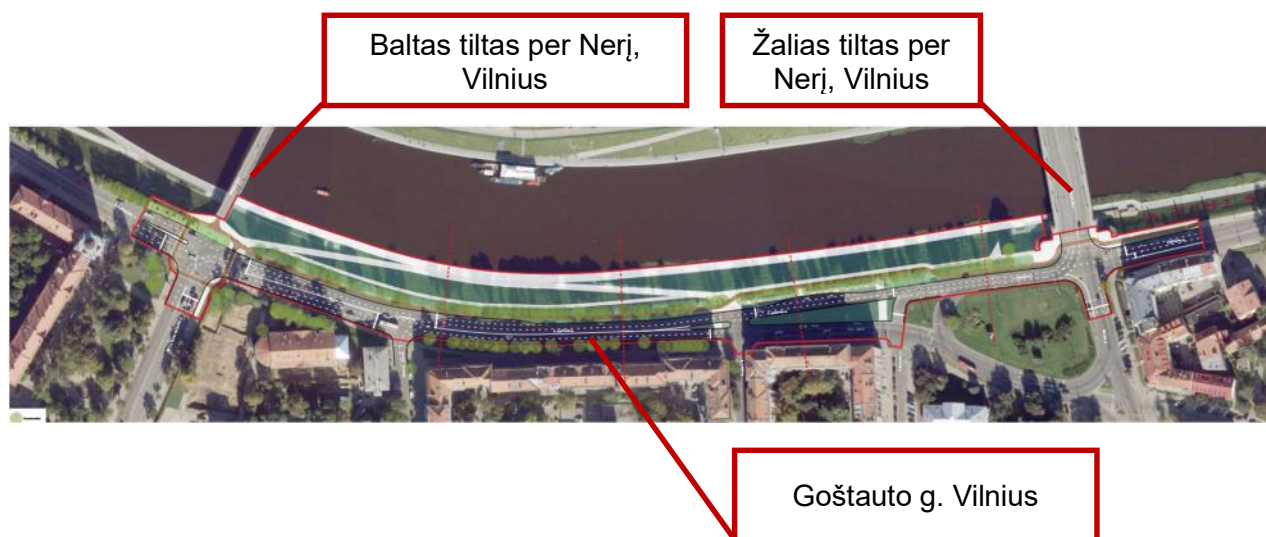 Baltas tiltas per Nerį,
Vilnius
Žalias tiltas per
Nerį, Vilnius
Goštauto g. Vilnius